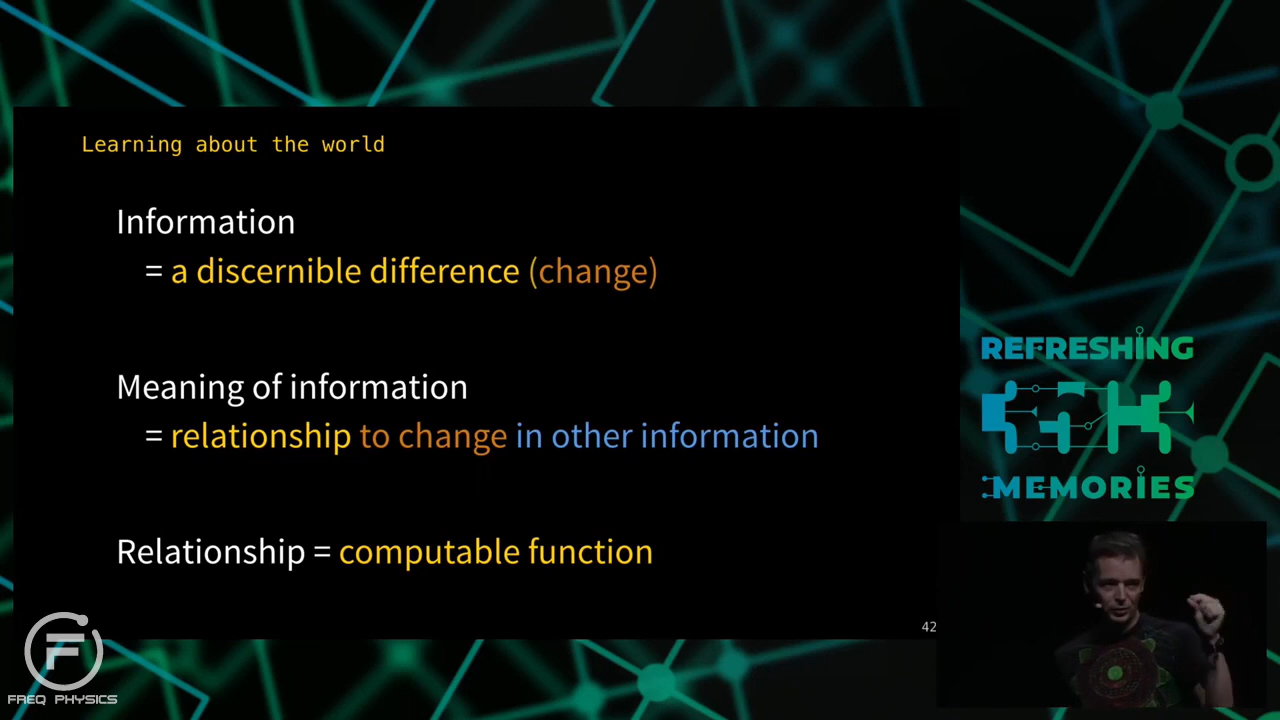 Learning about the world
Information
= a discernible difference (change)
Meaning of information
= relationship to change in other information
Relationship = computable function
42
REFRESHING
MEMORIES
FREQ PHYSICS